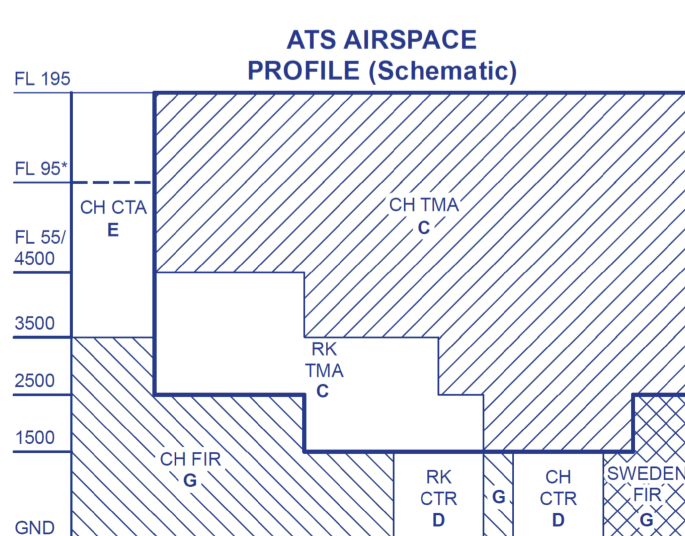 ATS AIRSPACE
PROFILE (Schematic)
FL 195
FL 95*
CH CTA
E
CH TMA
C
FL 55/
4500
3500
RK
TMA
C
2500
1500
CH FIR
G
RK
CTR
D
G
CH
CTR
D
SWEDEN
FIR
G
GND